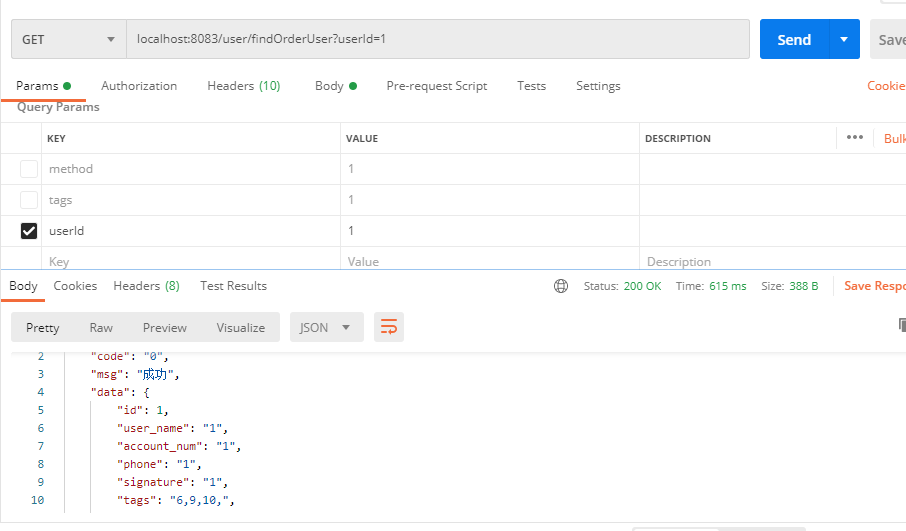 GET localhost:8083/user/findOrderUser?userId=1 Send Save
Params Authorization Headers (10) Body Pre-request Script Tests Settings Cookie
Query Params
KEY VALUE DESCRIPTION ••• Bulk
method 1
tags 1
userId 1
Key Value Description
Body Cookies Headers (8) Test Results Status: 200 OK Time: 615 ms Size: 388 B Save Respo
Pretty Raw Preview Visualize JSON
2 "code": "0",
3 "msg": "成功",
4 "data": {
5 "id": 1,
6 "user_name": "1",
7 "account_num": "1",
8 "phone": "1",
9 "signature": "1",
10 "tags": "6,9,10,",